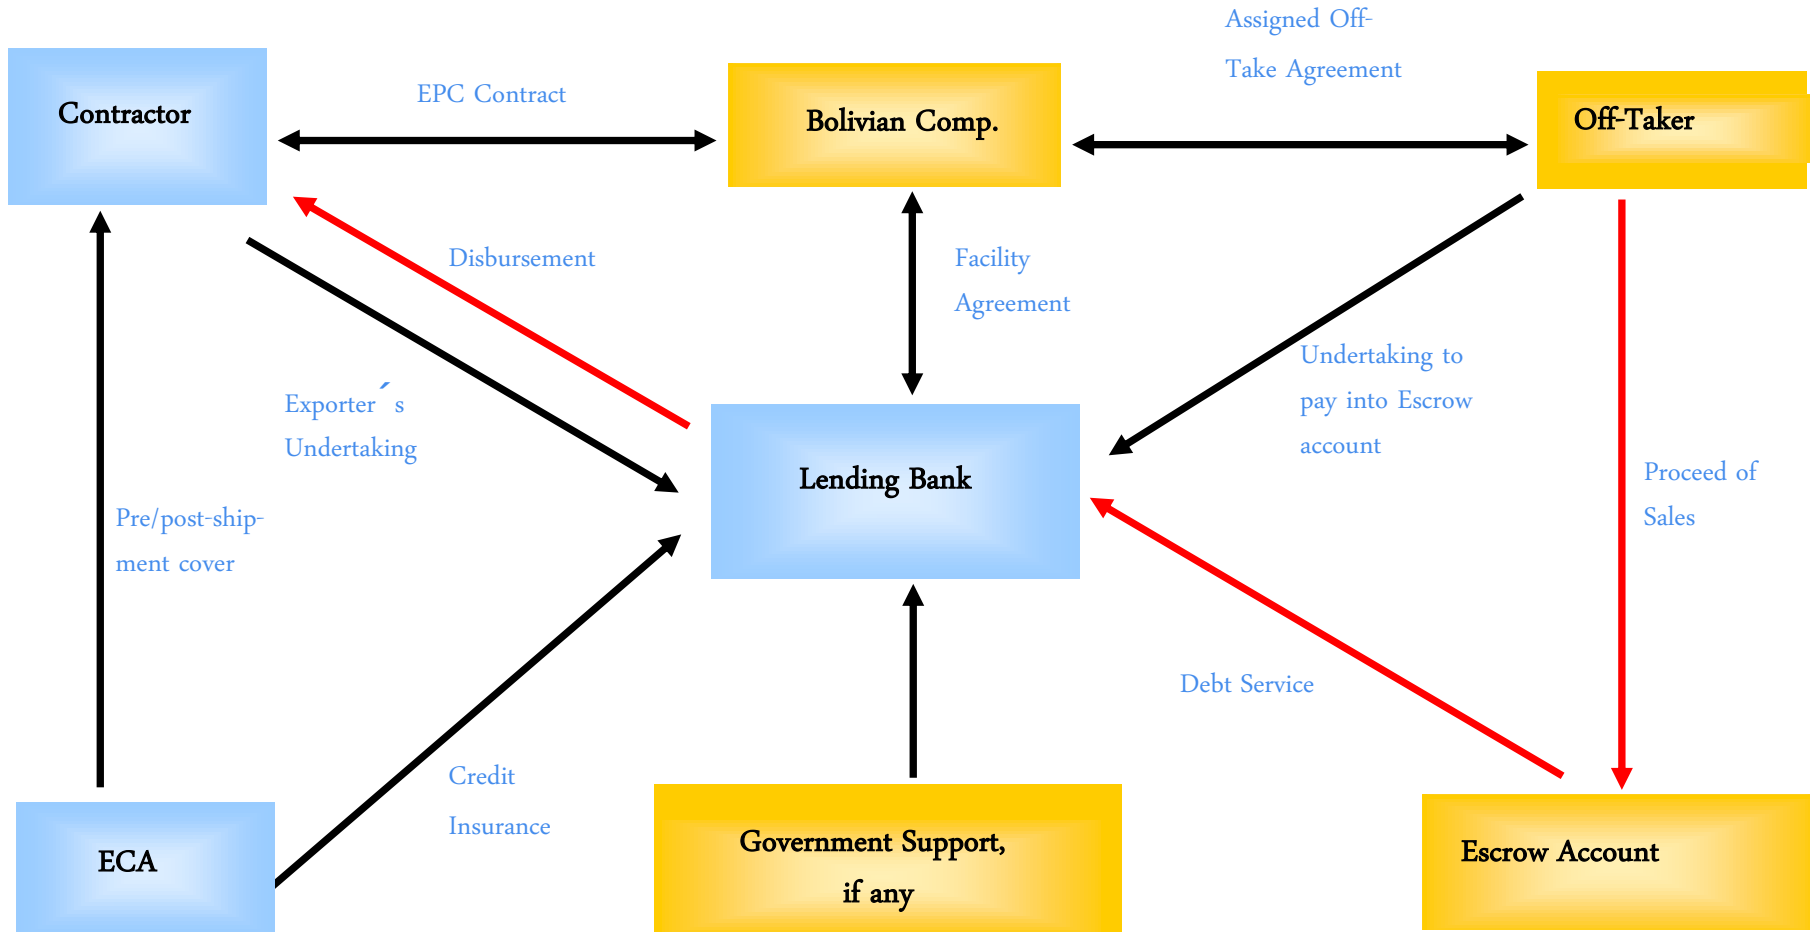 Assigned Off-
Take Agreement
EPC Contract
Contractor
Bolivian Comp.
Off-Taker
Disbursement
Facility
Agreement
Exporter´s
Undertaking
Undertaking to
pay into Escrow
account
Lending Bank
Proceed of
Sales
Pre/post-ship-
ment cover
Debt Service
Credit
Insurance
ECA
Government Support,
if any
Escrow Account